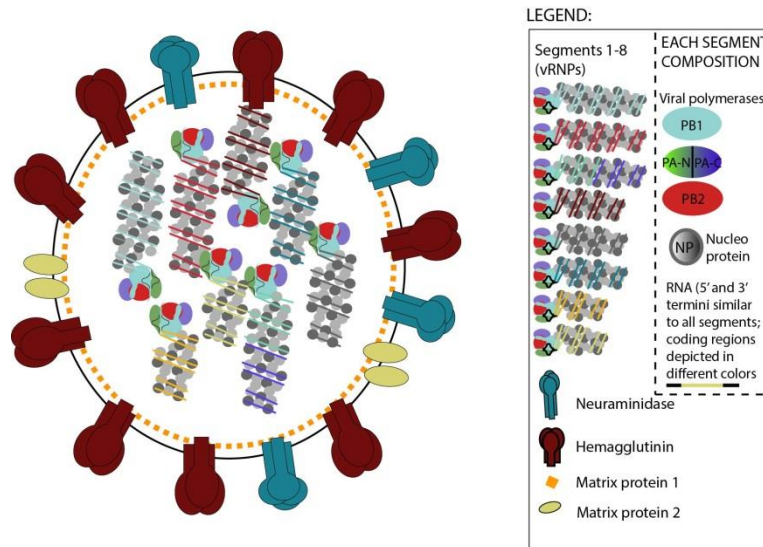 LEGEND:
Segments 1-8
(vRNPs)
EACH SEGMENT
COMPOSITION
Viral polymerases
PB1
PA-N PA-C
PB2
NP
Nucleo
protein
RNA (5' and 3'
termini similar
to all segments;
coding regions
depicted in
different colors
Neuraminidase
Hemagglutinin
Matrix protein 1
Matrix protein 2